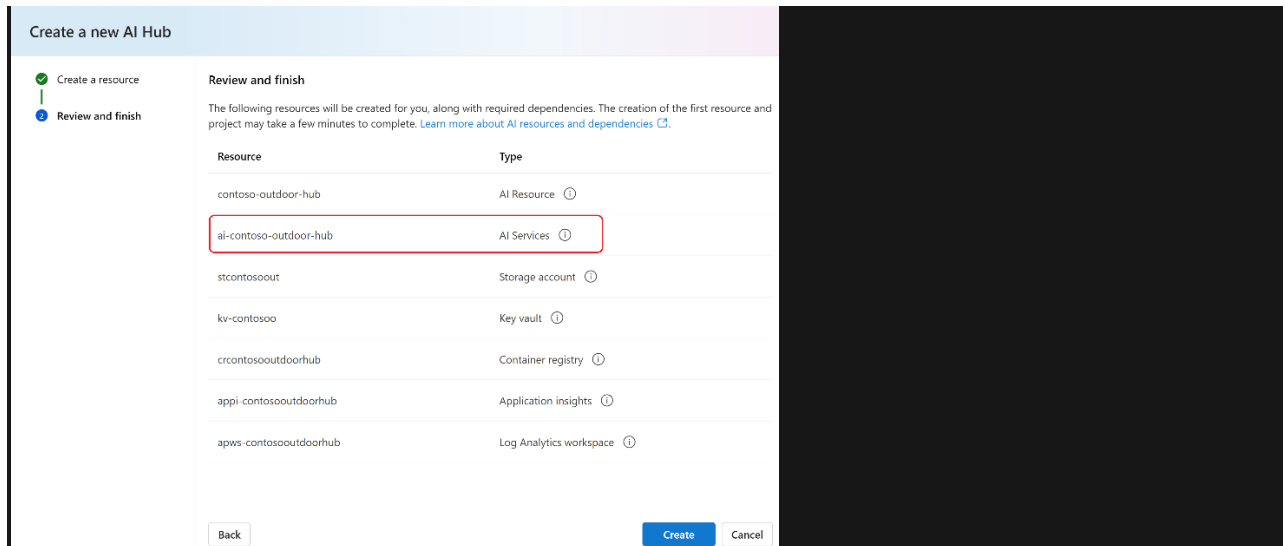 Create a new AI Hub
Create a resource
2 Review and finish
Review and finish
The following resources will be created for you, along with required dependencies. The creation of the first resource and
project may take a few minutes to complete. Learn more about AI resources and dependencies.
Resource Type
contoso-outdoor-hub AI Resource
ai-contoso-outdoor-hub AI Services
stcontosoout Storage account
kv-contosoo Key vault
crcontosooutdoorhub Container registry
appi-contosooutdoorhub Application insights
apws-contosooutdoorhub Log Analytics workspace
Back Create Cancel